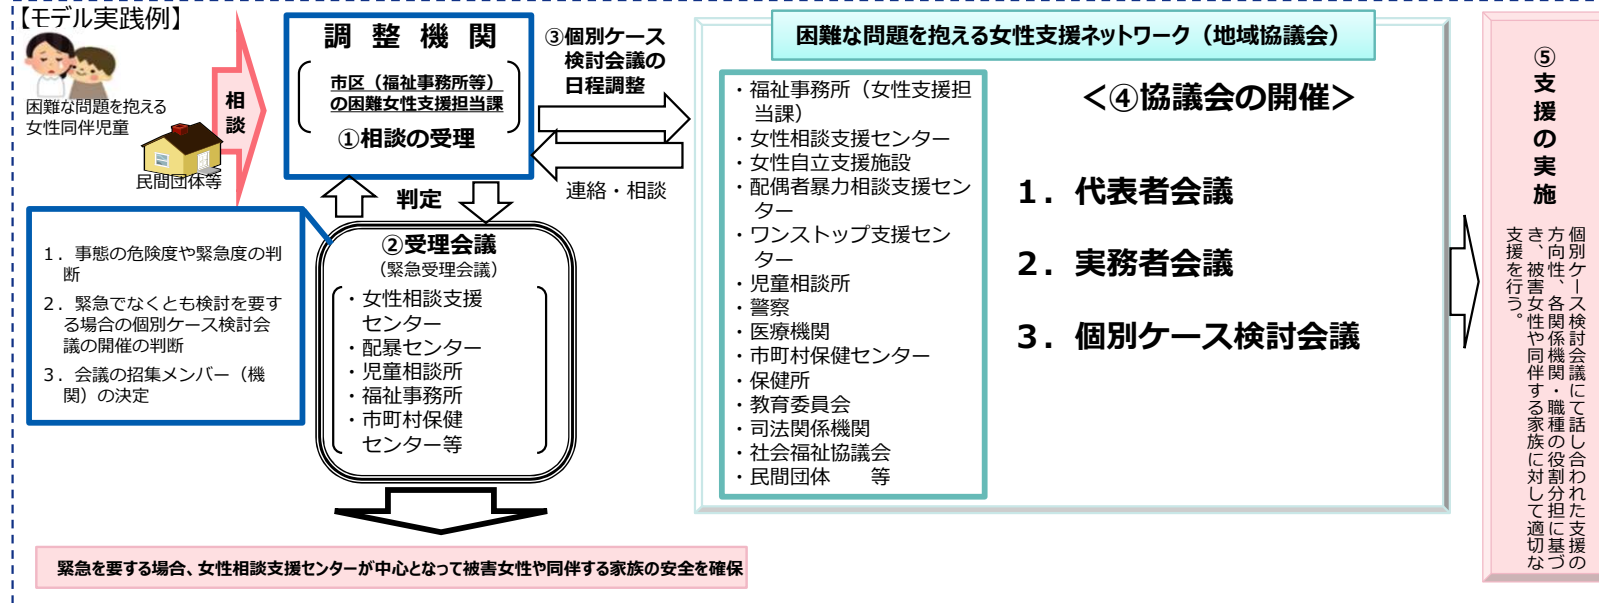 【モデル実践例】
困難な問題を抱える
女性同伴児童
民間団体等
相
談
調整機関
市区（福祉事務所等）
の困難女性支援担当課
①相談の受理
③個別ケース
検討会議の
日程調整
連絡・相談
判定
1．事態の危険度や緊急度の判
断
2．緊急でなくとも検討を要す
る場合の個別ケース検討会
議の開催の判断
3．会議の招集メンバー（機
関）の決定
②受理会議
（緊急受理会議）
・女性相談支援
センター
・配暴センター
・児童相談所
・福祉事務所
・市町村保健
センター等
緊急を要する場合、女性相談支援センターが中心となって被害女性や同伴する家族の安全を確保
困難な問題を抱える女性支援ネットワーク（地域協議会）
・福祉事務所（女性支援担
当課）
・女性相談支援センター
・女性自立支援施設
・配偶者暴力相談支援セン
ター
・ワンストップ支援セン
ター
・児童相談所
・警察
・医療機関
・市町村保健センター
・保健所
・教育委員会
・司法関係機関
・社会福祉協議会
・民間団体　　等
＜④協議会の開催＞
1．代表者会議
2．実務者会議
3．個別ケース検討会議
⑤支援の実施
個別ケース検討会議にて話し合われた支援の
方向性、各関係機関・職種の役割分担に基づ
き、被害女性や同伴する家族に対して適切な
支援を行う。